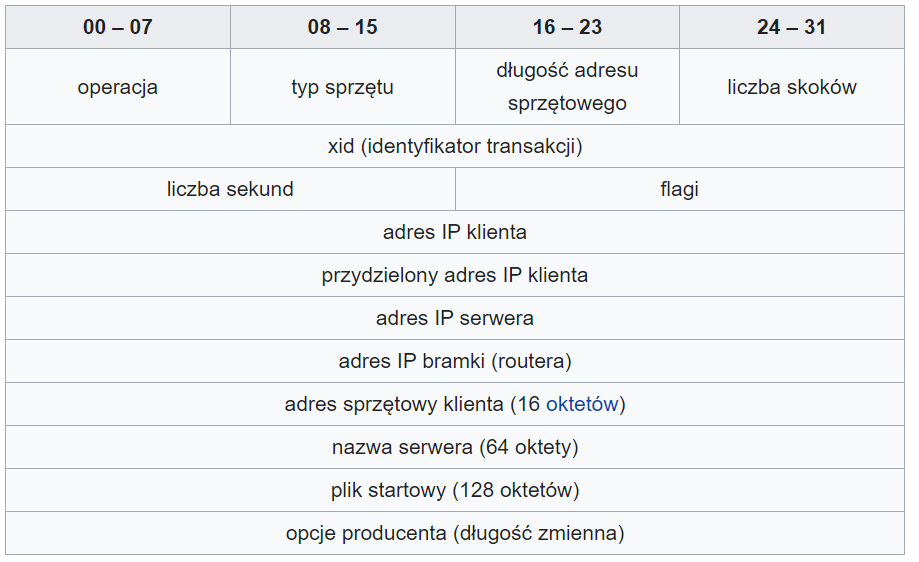 00 – 07 08 – 15 16 – 23 24 – 31
operacja typ sprzętu długość adresu sprzętowego liczba skoków
xid (identyfikator transakcji)
liczba sekund flagi
adres IP klienta
przydzielony adres IP klienta
adres IP serwera
adres IP bramki (routera)
adres sprzętowy klienta (16 oktetów)
nazwa serwera (64 oktety)
plik startowy (128 oktetów)
opcje producenta (długość zmienna)